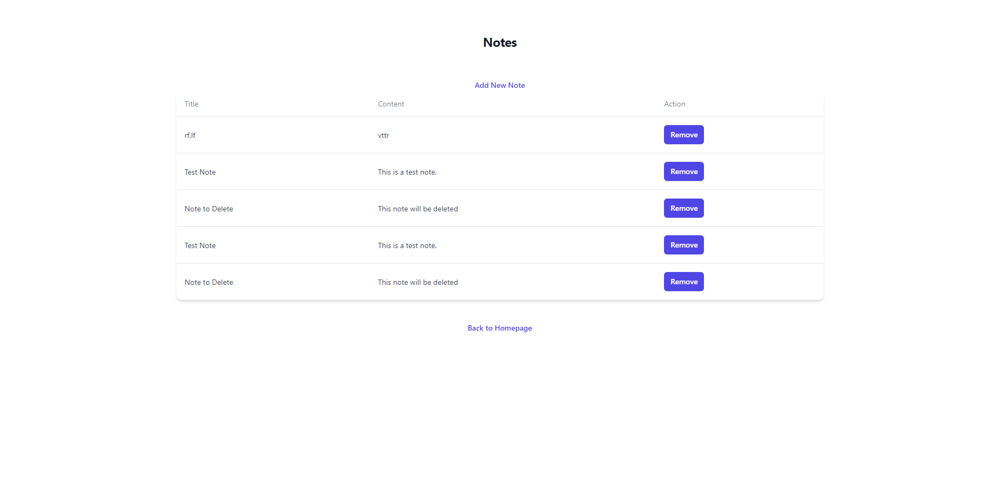 Notes
Add New Note
Title Content Action
rf,lf vttr Remove
Test Note This is a test note. Remove
Note to Delete This note will be deleted Remove
Test Note This is a test note. Remove
Note to Delete This note will be deleted Remove
Back to Homepage